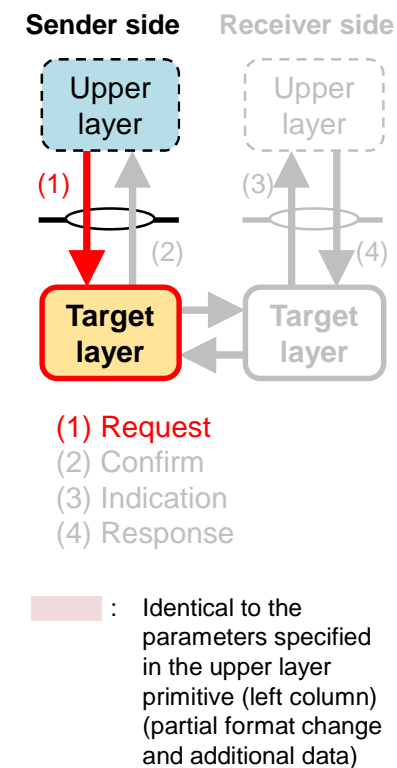 Sender side Receiver side
Upper layer
Upper layer
(1)
(3)
(2)
(4)
Target layer
Target layer
(1) Request
(2) Confirm
(3) Indication
(4) Response
: Identical to the
parameters specified
in the upper layer
primitive (left column)
(partial format change
and additional data)